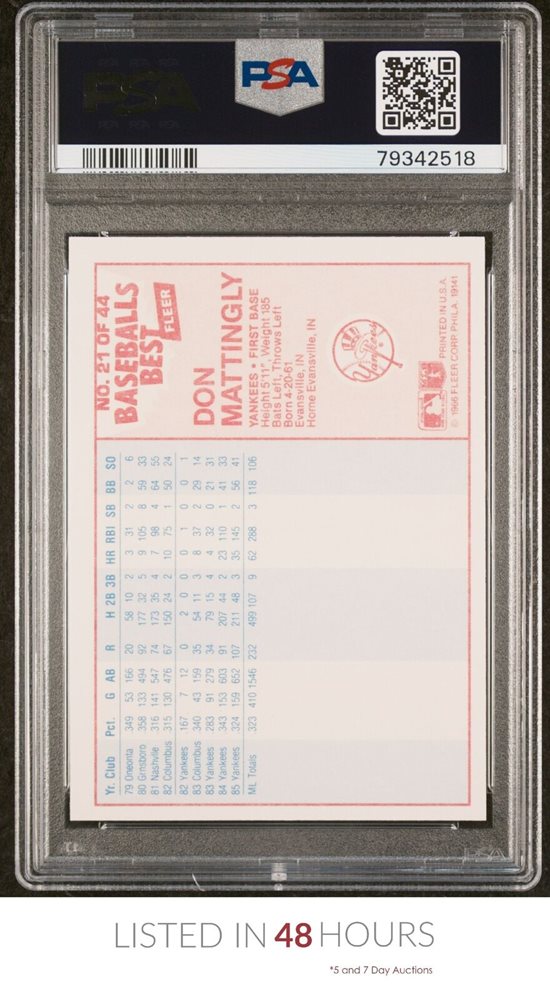 PSA
PSA
79342518
NO. 21 OF 44
BASEBALLS
BEST
FLEER
DON
MATTINGLY
YANKEES • FIRST BASE
Height 5'11", Weight 185
Bats Left, Throws Left
Born 4-20-61
Evansville, IN
Home Evansville, IN
Yankees
PRINTED IN U.S.A.
© 1986 FLEER CORP. PHILA. 19141
Yr. Club Pct. G AB R H 2B 3B HR RBI SB BB SO
79 Oneonta 349 53 166 20 58 10 2 3 31 2 2 6
80 Grnsboro 358 133 494 92 177 32 5 9 105 8 59 33
81 Nashvlle 316 141 547 74 173 35 4 7 98 4 64 55
82 Columbus 315 130 476 67 150 24 2 10 75 1 50 24
82 Yankees 167 7 12 0 2 0 0 0 1 0 0 1
83 Columbus 340 43 159 35 54 11 3 8 37 2 29 14
83 Yankees 283 91 279 34 79 15 4 4 32 0 21 31
84 Yankees 343 153 603 91 207 44 2 23 110 1 41 33
85 Yankees 324 159 652 107 211 48 3 35 145 2 56 41
ML Totals 323 410 1546 232 499 107 9 62 288 3 118 106
LISTED IN 48 HOURS
*5 and 7 Day Auctions